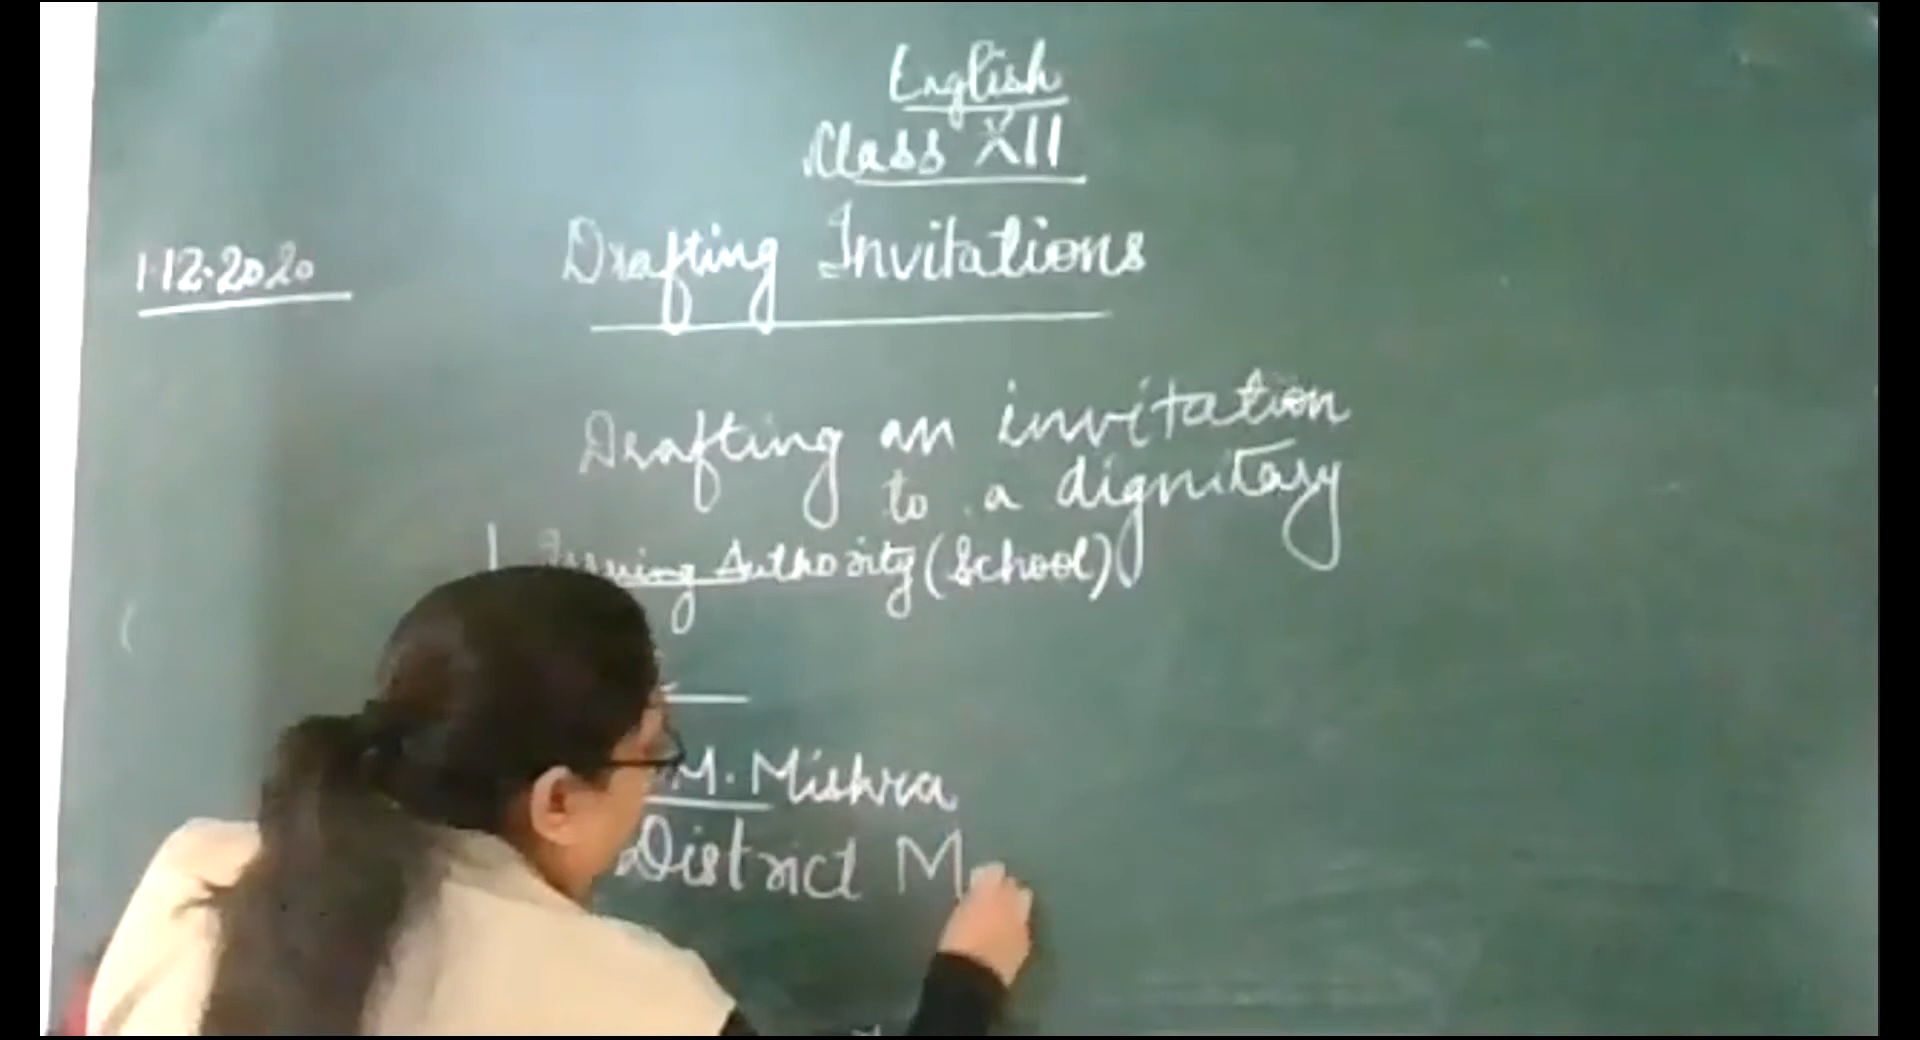 English
Class XII
1.12.2020
Drafting Invitations
Drafting an invitation
to a dignitary
Authority (School)
M. Mishra
District M